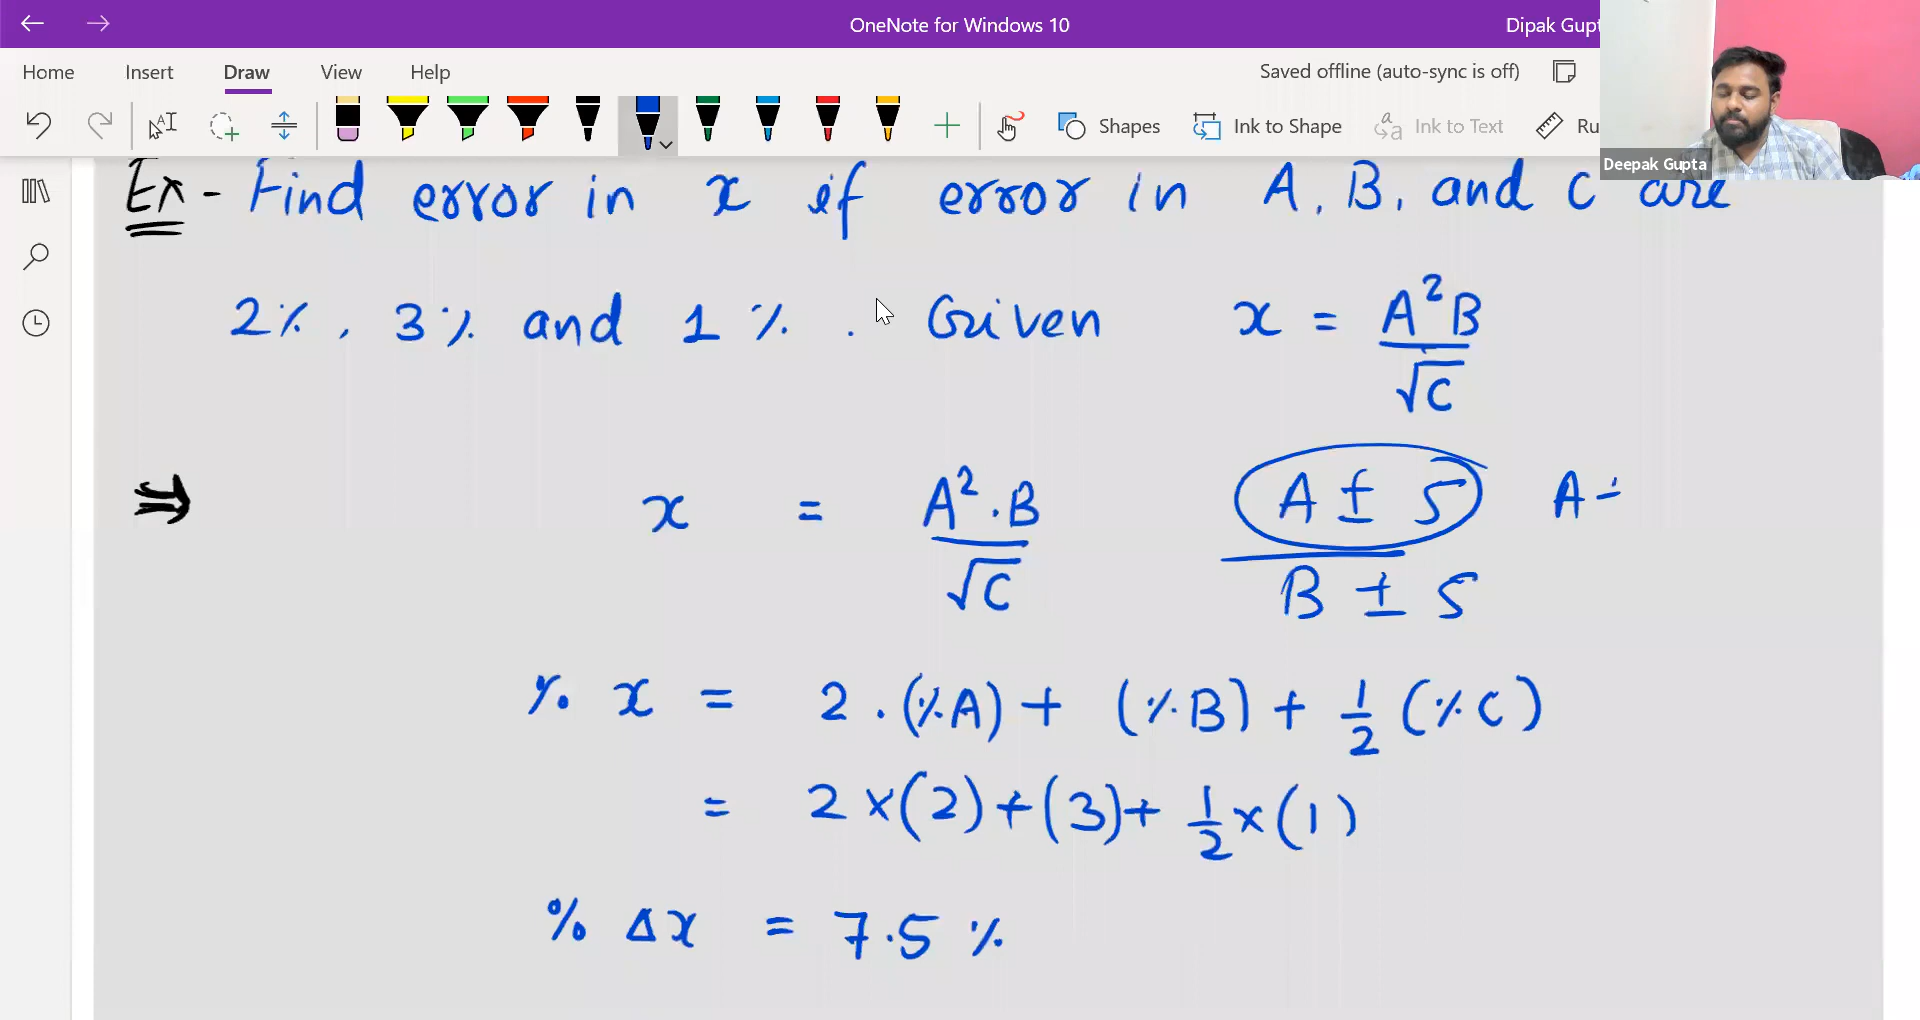 OneNote for Windows 10
Dipak Gupt
Home Insert Draw View Help
Saved offline (auto-sync is off)
Shapes Ink to Shape Ink to Text Ru
Deepak Gupta
Ex - Find error in x if error in A, B, and C are
2%, 3% and 1%. Given x = A²B/√C
⇒ x = A²·B/√C (A ± 5)/(B ± 5) A ÷
% x = 2·(%A) + (%B) + 1/2 (%C)
= 2×(2)+(3)+ 1/2 ×(1)
% Δx = 7.5 %